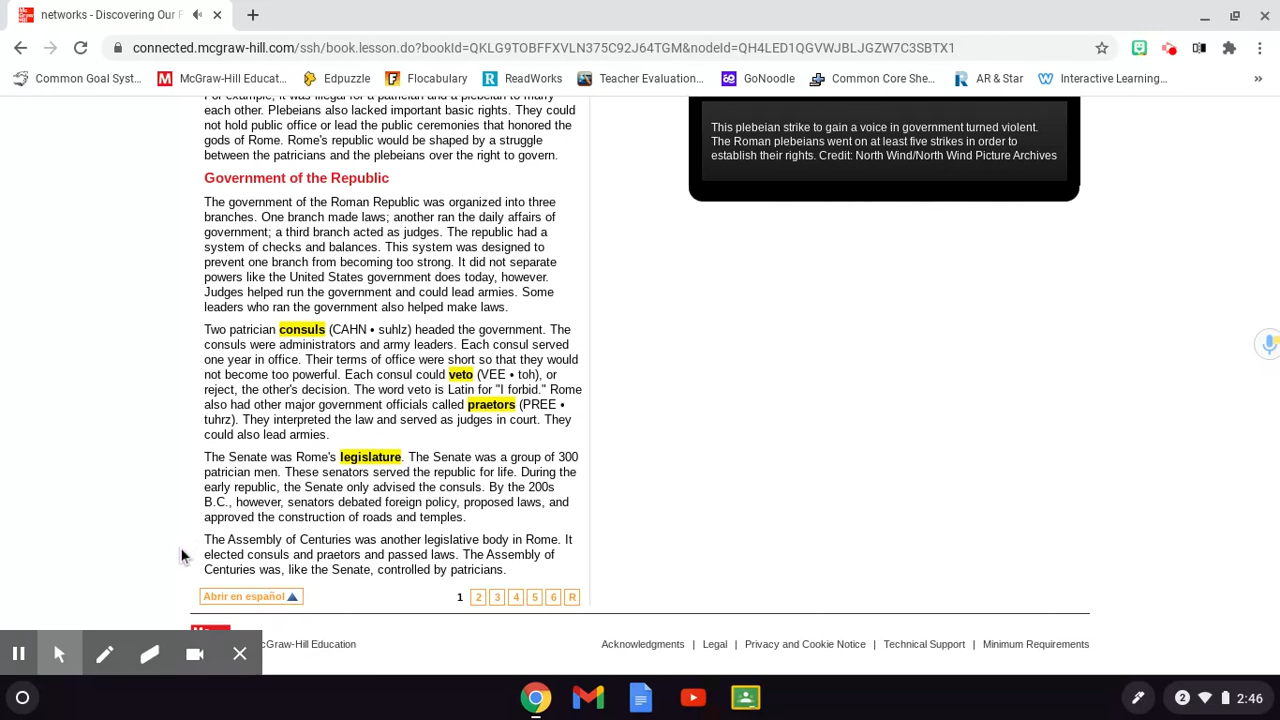 networks - Discovering Our F
connected.mcgraw-hill.com/ssh/book.lesson.do?bookId=QKLG9TOBFFXVLN375C92J64TGM&nodeId=QH4LED1QGVWJBLJGZW7C3SBTX1
Common Goal Syst... McGraw-Hill Educat... Edpuzzle Flocabulary ReadWorks Teacher Evaluation... GoNoodle Common Core She... AR & Star Interactive Learning... »
For example, it was illegal for a patrician and a plebeian to marry
each other. Plebeians also lacked important basic rights. They could
not hold public office or lead the public ceremonies that honored the
gods of Rome. Rome's republic would be shaped by a struggle
between the patricians and the plebeians over the right to govern.
This plebeian strike to gain a voice in government turned violent.
The Roman plebeians went on at least five strikes in order to
establish their rights. Credit: North Wind/North Wind Picture Archives
Government of the Republic
The government of the Roman Republic was organized into three
branches. One branch made laws; another ran the daily affairs of
government; a third branch acted as judges. The republic had a
system of checks and balances. This system was designed to
prevent one branch from becoming too strong. It did not separate
powers like the United States government does today, however.
Judges helped run the government and could lead armies. Some
leaders who ran the government also helped make laws.
Two patrician consuls (CAHN • suhlz) headed the government. The
consuls were administrators and army leaders. Each consul served
one year in office. Their terms of office were short so that they would
not become too powerful. Each consul could veto (VEE • toh), or
reject, the other's decision. The word veto is Latin for "I forbid." Rome
also had other major government officials called praetors (PREE •
tuhrz). They interpreted the law and served as judges in court. They
could also lead armies.
The Senate was Rome's legislature. The Senate was a group of 300
patrician men. These senators served the republic for life. During the
early republic, the Senate only advised the consuls. By the 200s
B.C., however, senators debated foreign policy, proposed laws, and
approved the construction of roads and temples.
The Assembly of Centuries was another legislative body in Rome. It
elected consuls and praetors and passed laws. The Assembly of
Centuries was, like the Senate, controlled by patricians.
Abrir en español 1 2 3 4 5 6 R
cGraw-Hill Education Acknowledgments | Legal | Privacy and Cookie Notice | Technical Support | Minimum Requirements
2 2:46